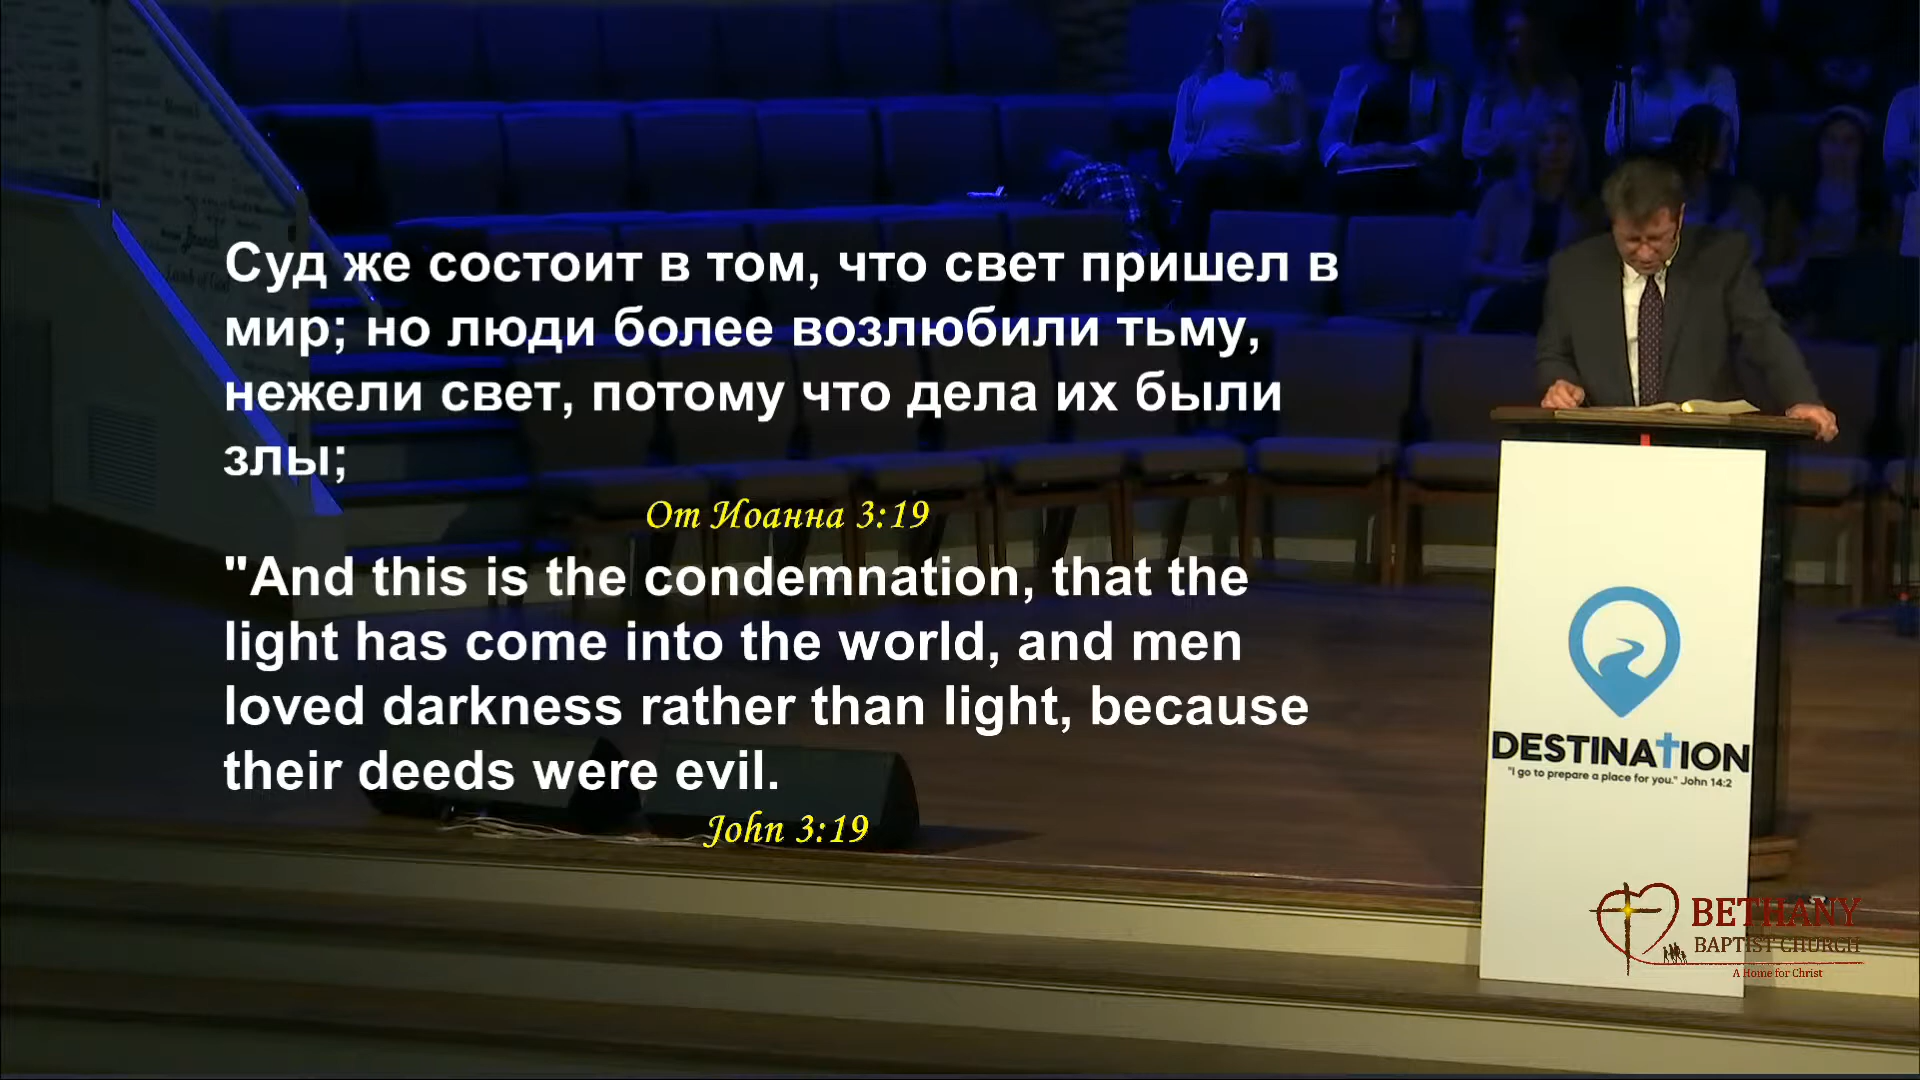 Суд же состоит в том, что свет пришел в
мир; но люди более возлюбили тьму,
нежели свет, потому что дела их были
злы;
От Иоанна 3:19
"And this is the condemnation, that the
light has come into the world, and men
loved darkness rather than light, because
their deeds were evil.
John 3:19
DESTINATION
"I go to prepare a place for you." John 14:2
BETHANY
BAPTIST CHURCH
A Home for Christ